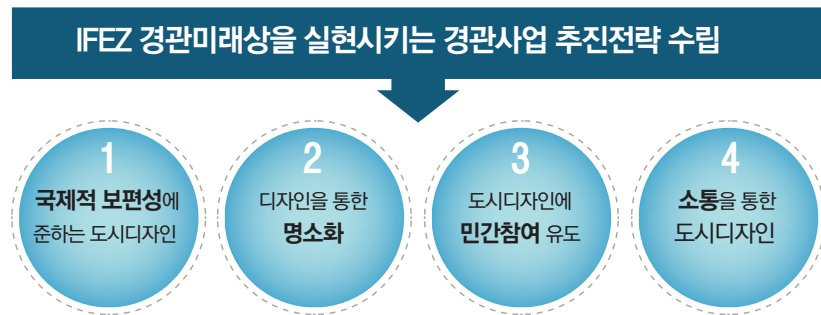 IFEZ 경관미래상을 실현시키는 경관사업 추진전략 수립
1
국제적 보편성에
준하는 도시디자인
2
디자인을 통한
명소화
3
도시디자인에
민간참여 유도
4
소통을 통한
도시디자인